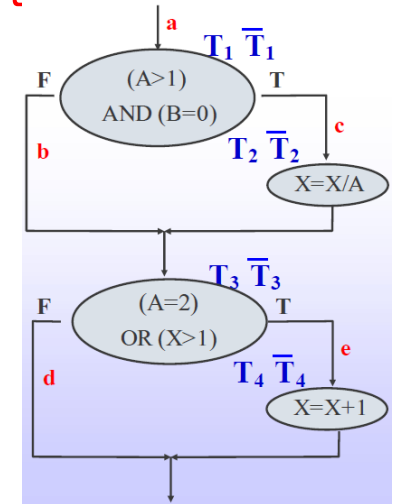 a
T₁ T̅₁
F
(A>1)
T
AND (B=0)
c
b
T₂ T̅₂
X=X/A
T₃ T̅₃
F
(A=2)
T
OR (X>1)
e
d
T₄ T̅₄
X=X+1